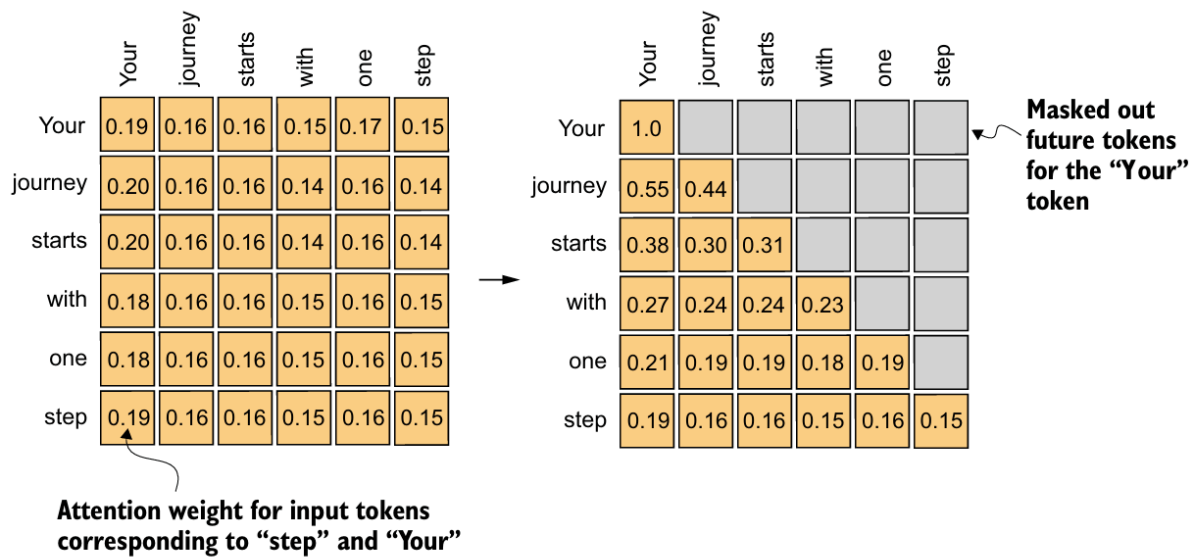 Your journey starts with one step
Your 0.19 0.16 0.16 0.15 0.17 0.15
journey 0.20 0.16 0.16 0.14 0.16 0.14
starts 0.20 0.16 0.16 0.14 0.16 0.14
with 0.18 0.16 0.16 0.15 0.16 0.15
one 0.18 0.16 0.16 0.15 0.16 0.15
step 0.19 0.16 0.16 0.15 0.16 0.15
Attention weight for input tokens
corresponding to “step” and “Your”
Your journey starts with one step
Your 1.0
journey 0.55 0.44
starts 0.38 0.30 0.31
with 0.27 0.24 0.24 0.23
one 0.21 0.19 0.19 0.18 0.19
step 0.19 0.16 0.16 0.15 0.16 0.15
Masked out
future tokens
for the “Your”
token